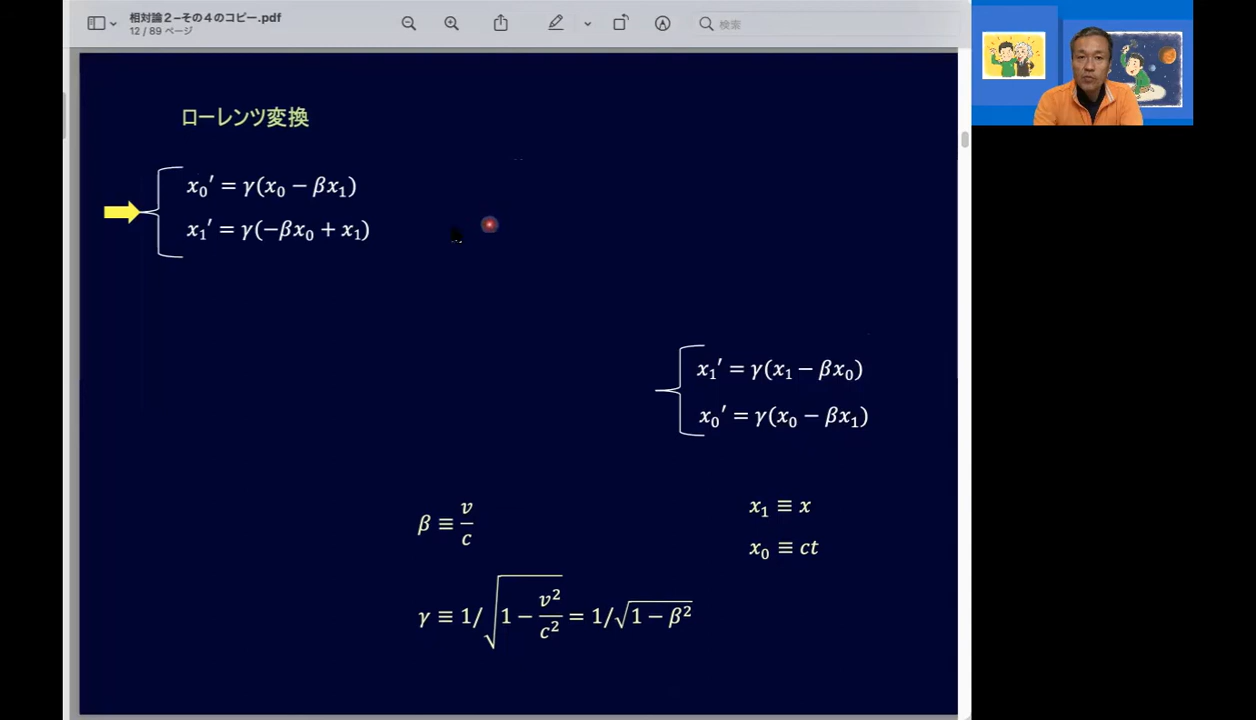 相対論２−その４のコピー.pdf
12 / 89 ページ
検索
ローレンツ変換
x₀′ = γ(x₀ − βx₁)
x₁′ = γ(−βx₀ + x₁)
x₁′ = γ(x₁ − βx₀)
x₀′ = γ(x₀ − βx₁)
β ≡ v/c
x₁ ≡ x
x₀ ≡ ct
γ ≡ 1/√(1 − v²/c²) = 1/√(1 − β²)